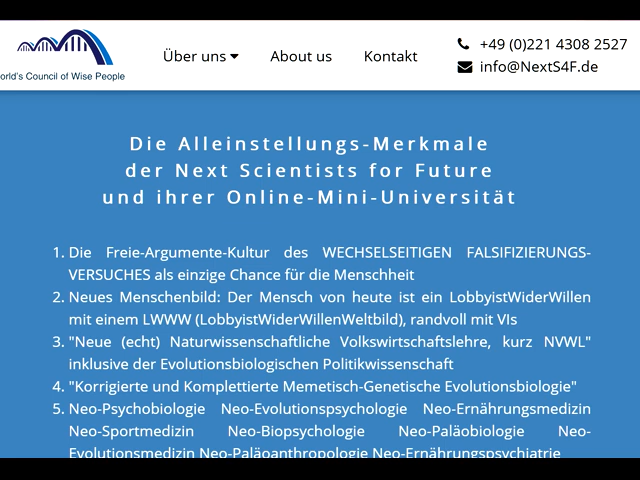 orld's Council of Wise People
Über uns
About us
Kontakt
+49 (0)221 4308 2527
info@NextS4F.de
Die Alleinstellungs-Merkmale
der Next Scientists for Future
und ihrer Online-Mini-Universität
1. Die Freie-Argumente-Kultur des WECHSELSEITIGEN FALSIFIZIERUNGS-
VERSUCHES als einzige Chance für die Menschheit
2. Neues Menschenbild: Der Mensch von heute ist ein LobbyistWiderWillen
mit einem LWWW (LobbyistWiderWillenWeltbild), randvoll mit VIs
3. "Neue (echt) Naturwissenschaftliche Volkswirtschaftslehre, kurz NVWL"
inklusive der Evolutionsbiologischen Politikwissenschaft
4. "Korrigierte und Komplettierte Memetisch-Genetische Evolutionsbiologie"
5. Neo-Psychobiologie Neo-Evolutionspsychologie Neo-Ernährungsmedizin
Neo-Sportmedizin Neo-Biopsychologie Neo-Paläobiologie Neo-
Evolutionsmedizin Neo-Paläoanthropologie Neo-Ernährungspsychiatrie